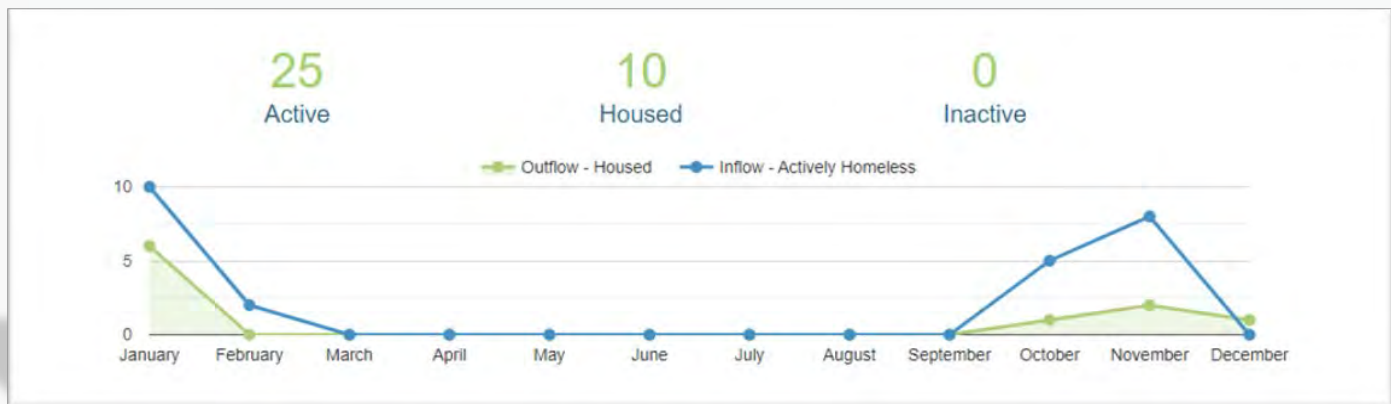 25 10 0
Active Housed Inactive
Outflow - Housed Inflow - Actively Homeless
10
5
0
January February March April May June July August September October November December